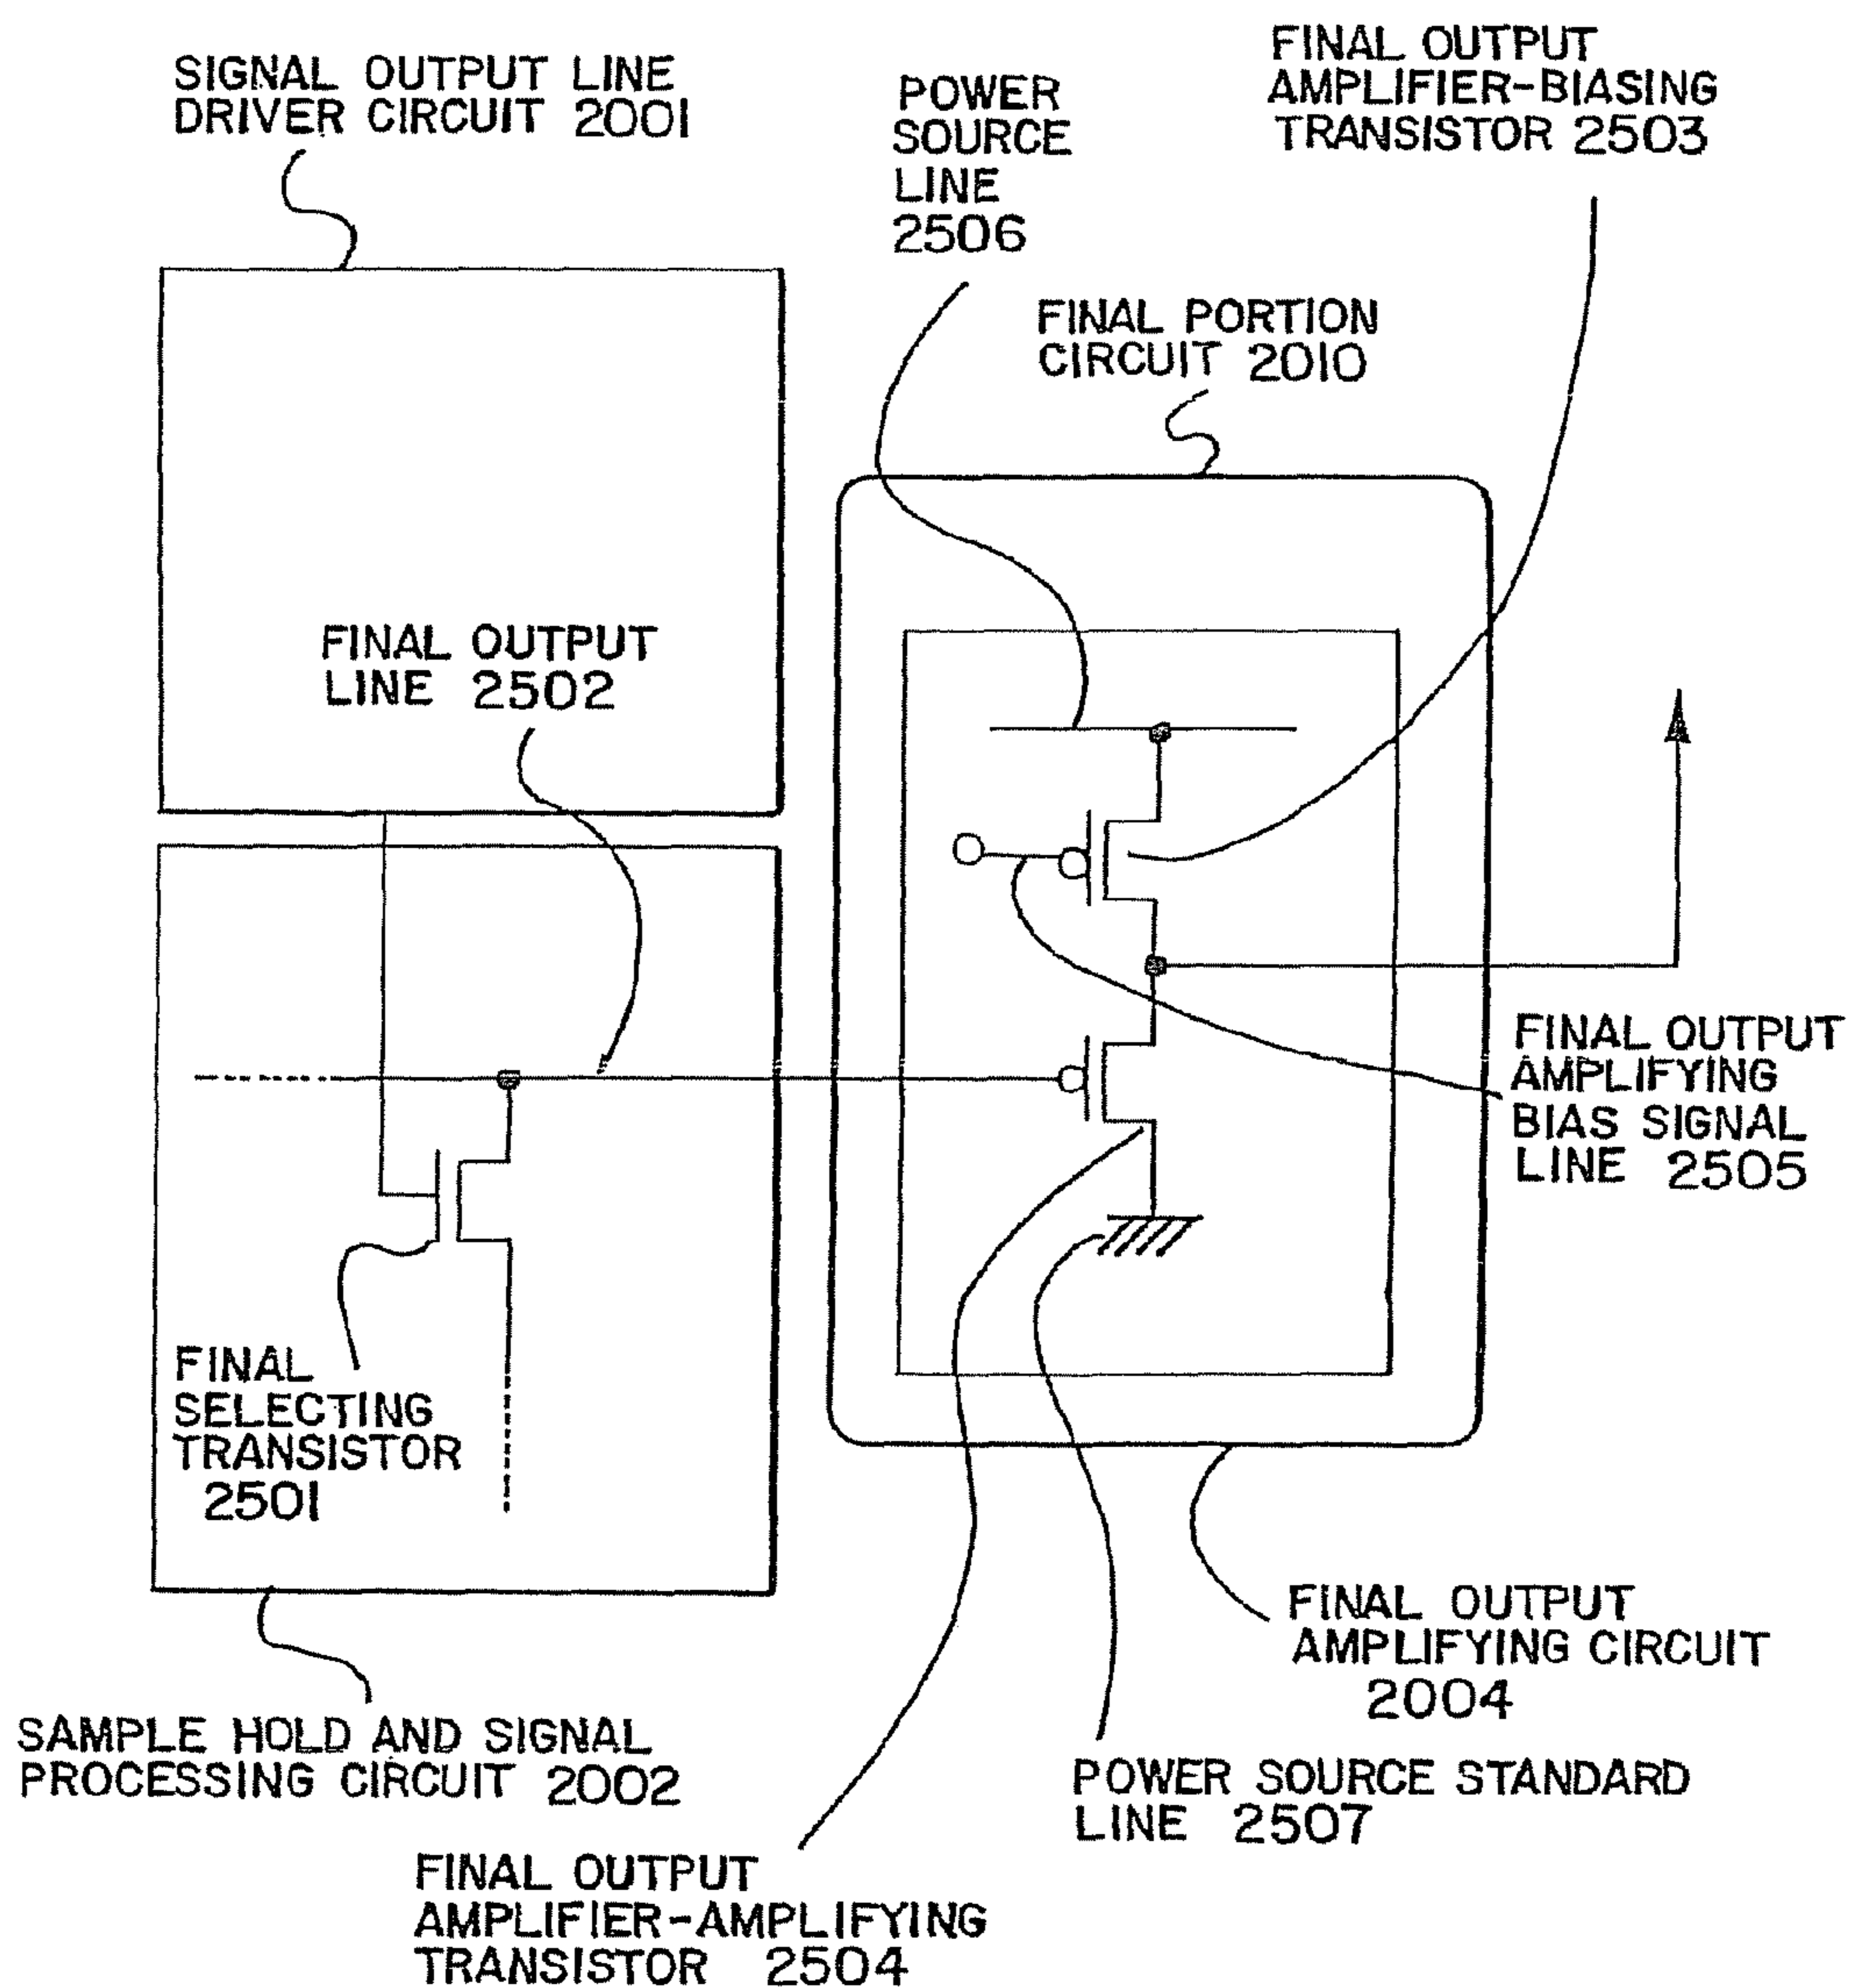 SIGNAL OUTPUT LINE
DRIVER CIRCUIT 2001
POWER
SOURCE
LINE
2506
FINAL OUTPUT
AMPLIFIER-BIASING
TRANSISTOR 2503
FINAL PORTION
CIRCUIT 2010
FINAL OUTPUT
LINE 2502
FINAL OUTPUT
AMPLIFYING
BIAS SIGNAL
LINE 2505
FINAL
SELECTING
TRANSISTOR
2501
FINAL OUTPUT
AMPLIFYING CIRCUIT
2004
SAMPLE HOLD AND SIGNAL
PROCESSING CIRCUIT 2002
POWER SOURCE STANDARD
LINE 2507
FINAL OUTPUT
AMPLIFIER-AMPLIFYING
TRANSISTOR 2504